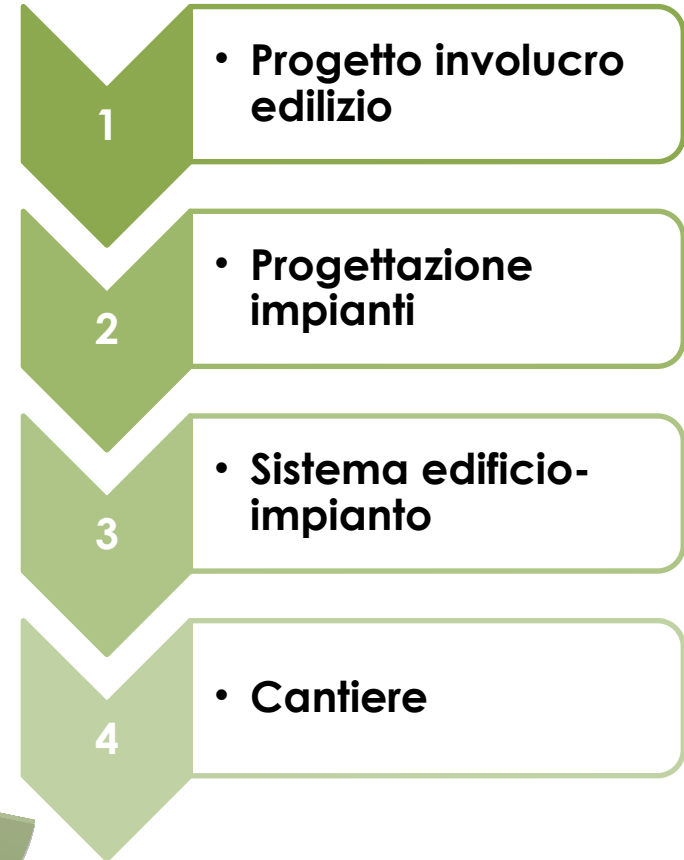 1
• Progetto involucro
edilizio
2
• Progettazione
impianti
3
• Sistema edificio-
impianto
4
• Cantiere